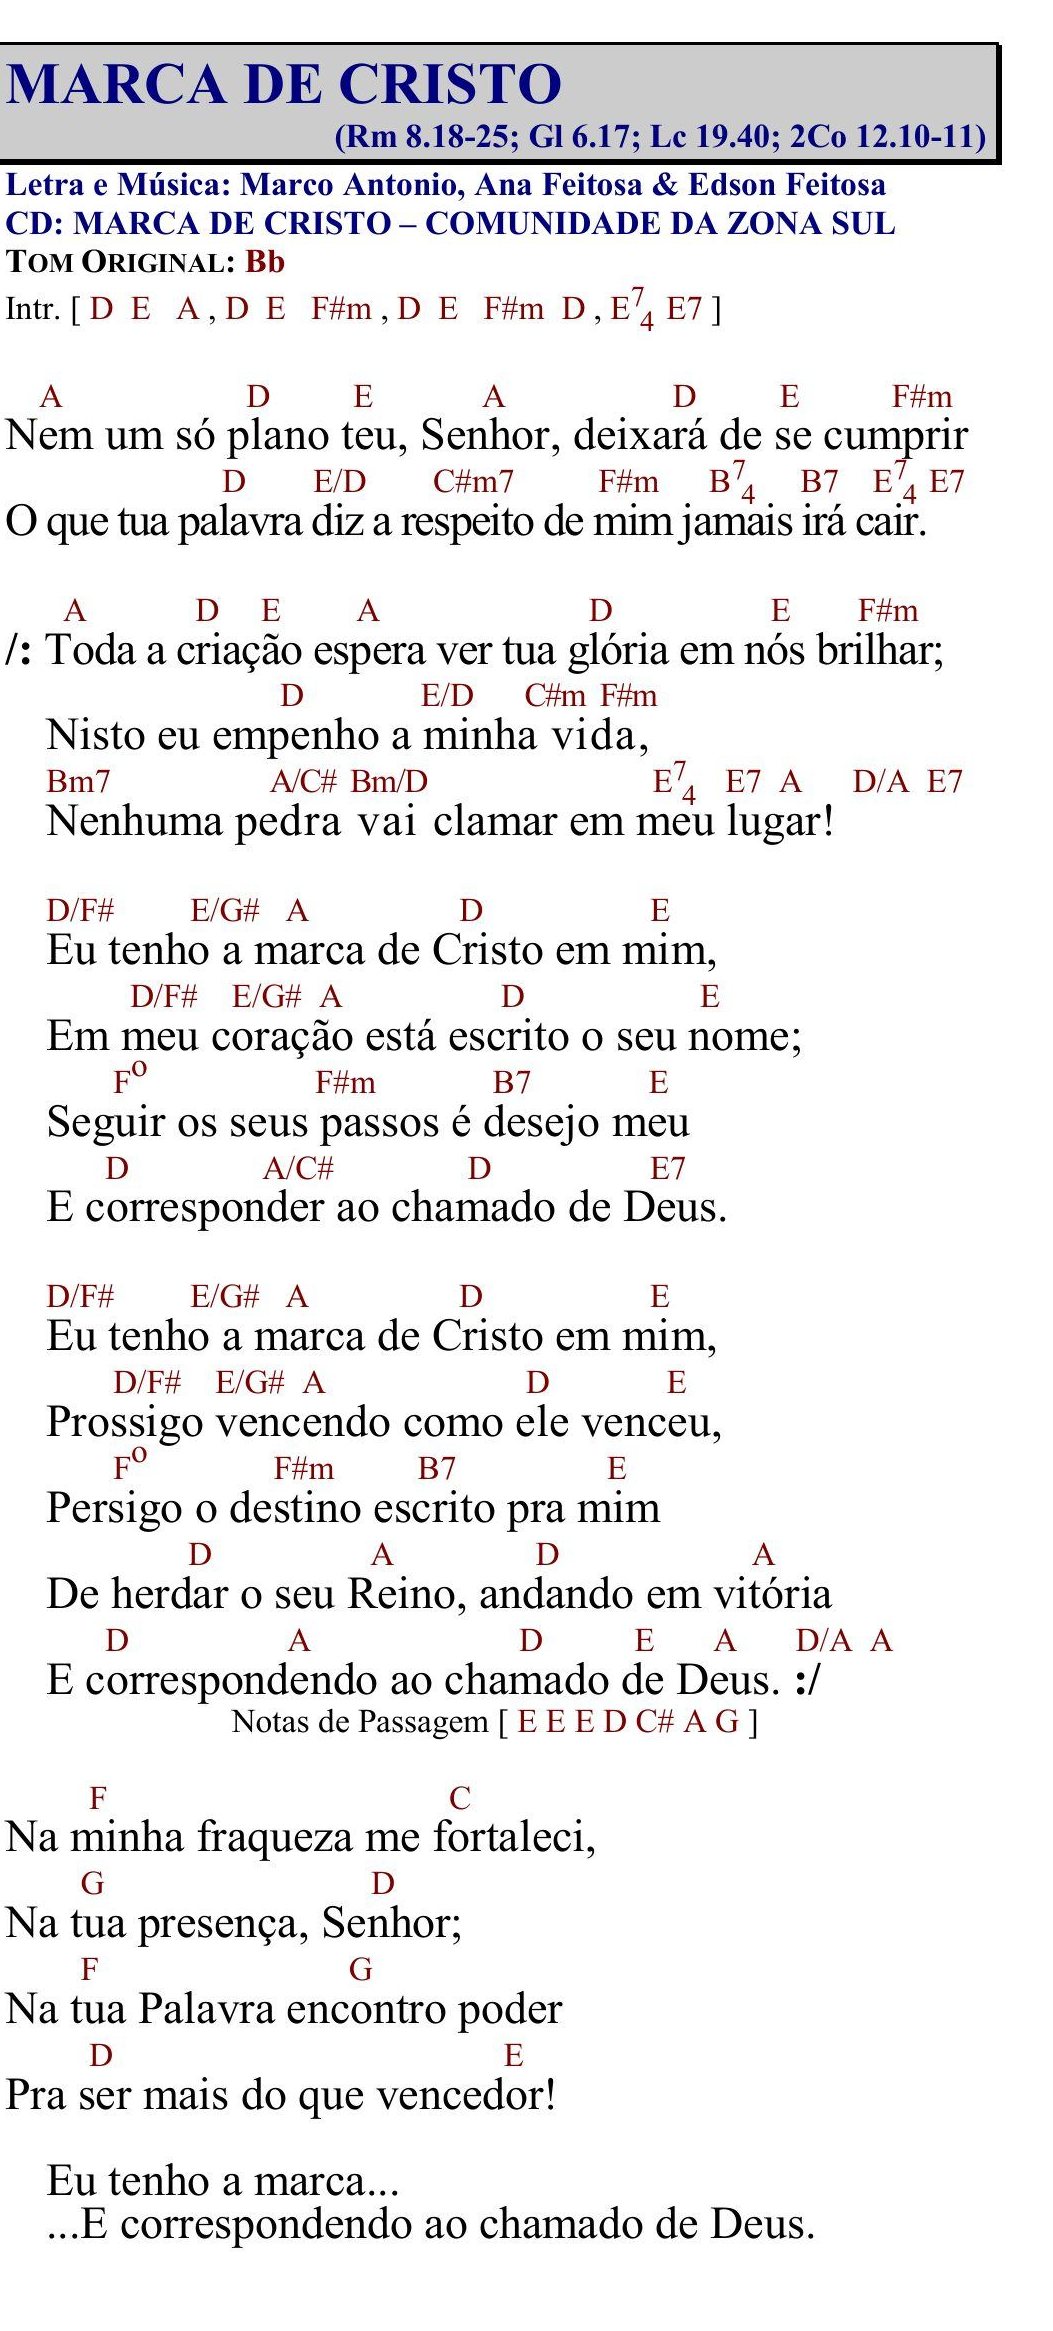 MARCA DE CRISTO
(Rm 8.18-25; Gl 6.17; Lc 19.40; 2Co 12.10-11)
Letra e Música: Marco Antonio, Ana Feitosa & Edson Feitosa
CD: MARCA DE CRISTO – COMUNIDADE DA ZONA SUL
TOM ORIGINAL: Bb
Intr. [ D E A , D E F#m , D E F#m D , E7/4 E7 ]
A D E A D E F#m
Nem um só plano teu, Senhor, deixará de se cumprir
D E/D C#m7 F#m B7/4 B7 E7/4 E7
O que tua palavra diz a respeito de mim jamais irá cair.
A D E A D E F#m
/: Toda a criação espera ver tua glória em nós brilhar;
D E/D C#m F#m
Nisto eu empenho a minha vida,
Bm7 A/C# Bm/D E7/4 E7 A D/A E7
Nenhuma pedra vai clamar em meu lugar!
D/F# E/G# A D E
Eu tenho a marca de Cristo em mim,
D/F# E/G# A D E
Em meu coração está escrito o seu nome;
Fº F#m B7 E
Seguir os seus passos é desejo meu
D A/C# D E7
E corresponder ao chamado de Deus.
D/F# E/G# A D E
Eu tenho a marca de Cristo em mim,
D/F# E/G# A D E
Prossigo vencendo como ele venceu,
Fº F#m B7 E
Persigo o destino escrito pra mim
D A D A
De herdar o seu Reino, andando em vitória
D A D E A D/A A
E correspondendo ao chamado de Deus. :/
Notas de Passagem [ E E E D C# A G ]
F C
Na minha fraqueza me fortaleci,
G D
Na tua presença, Senhor;
F G
Na tua Palavra encontro poder
D E
Pra ser mais do que vencedor!
Eu tenho a marca...
...E correspondendo ao chamado de Deus.